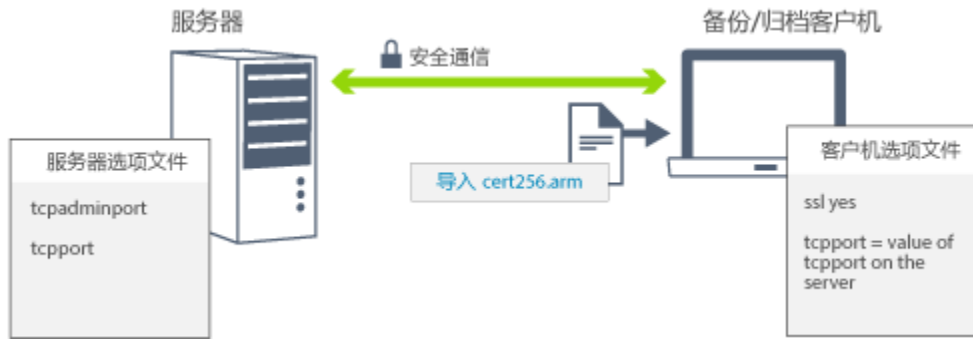 服务器
备份/归档客户机
安全通信
服务器选项文件
tcpadminport
tcpport
导入 cert256.arm
客户机选项文件
ssl yes
tcpport = value of
tcpport on the
server